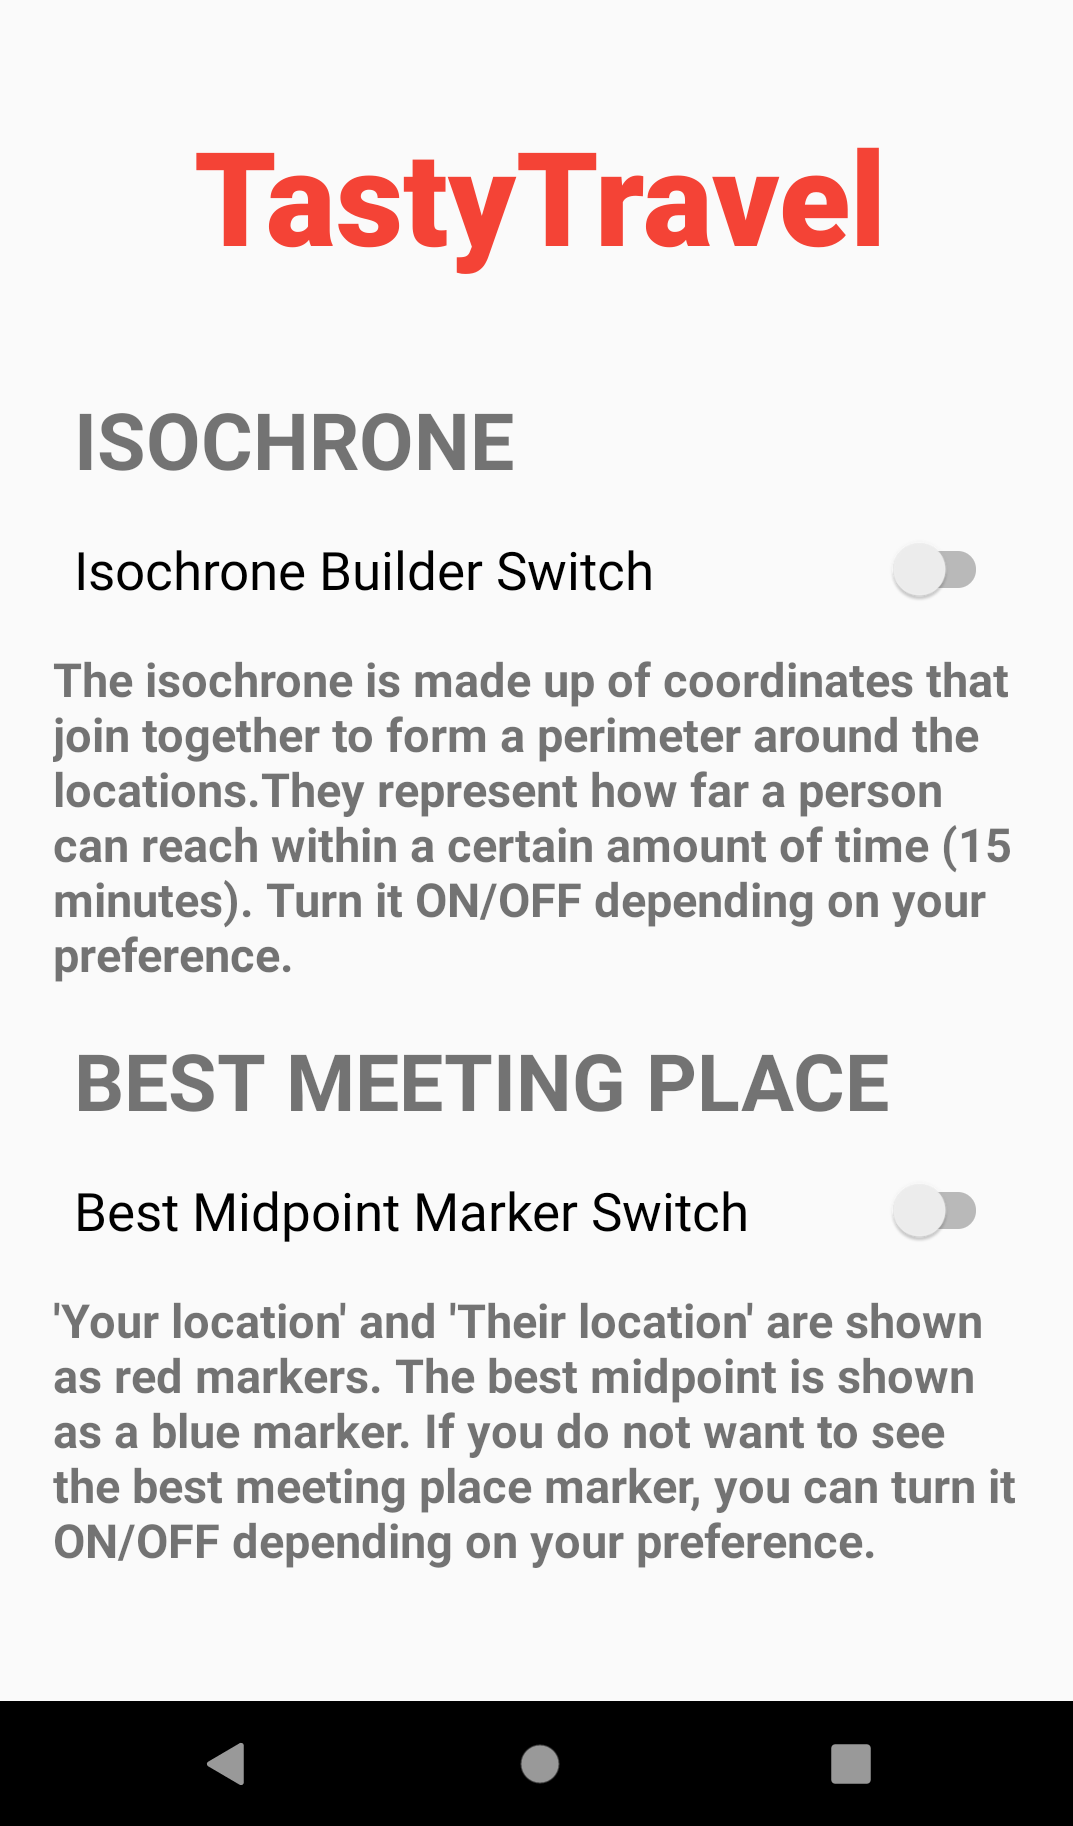 TastyTravel
ISOCHRONE
Isochrone Builder Switch
The isochrone is made up of coordinates that
join together to form a perimeter around the
locations.They represent how far a person
can reach within a certain amount of time (15
minutes). Turn it ON/OFF depending on your
preference.
BEST MEETING PLACE
Best Midpoint Marker Switch
'Your location' and 'Their location' are shown
as red markers. The best midpoint is shown
as a blue marker. If you do not want to see
the best meeting place marker, you can turn it
ON/OFF depending on your preference.